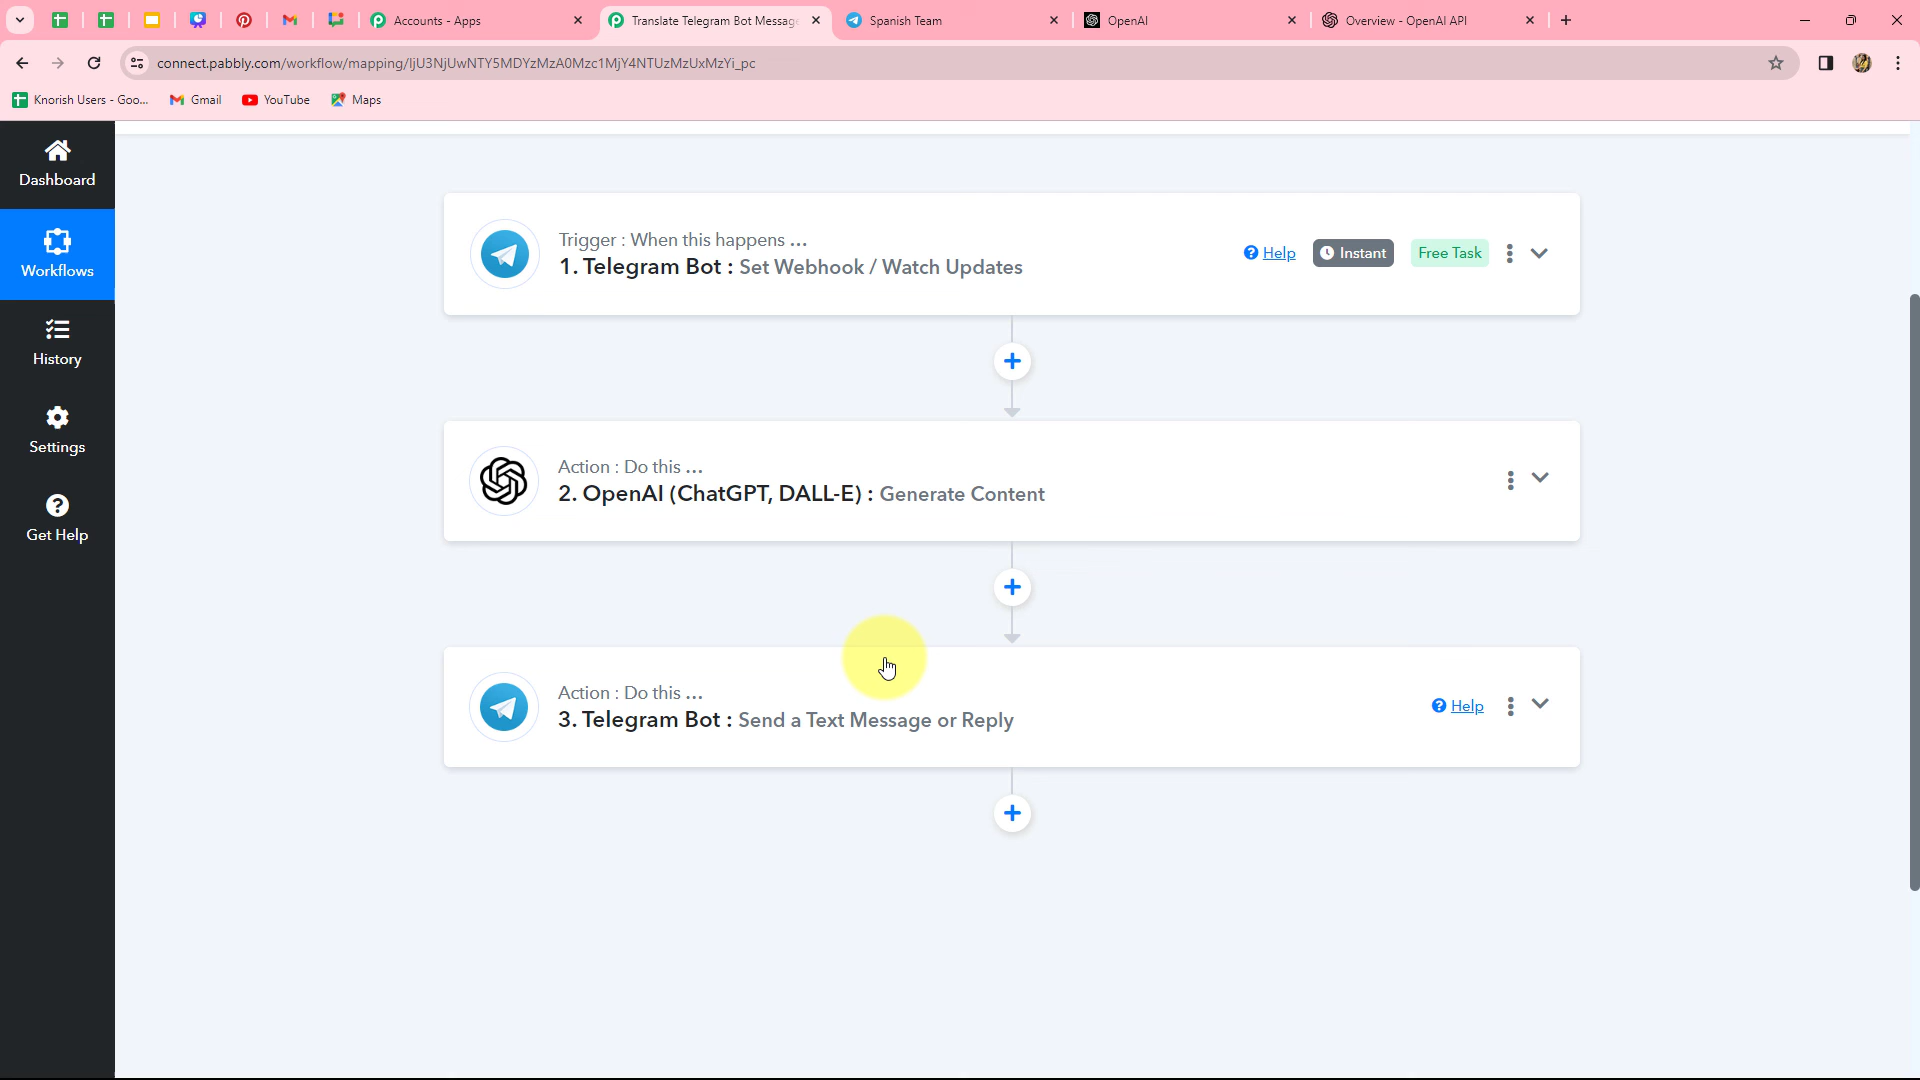 Accounts - Apps
Translate Telegram Bot Message
Spanish Team
OpenAI
Overview - OpenAI API
connect.pabbly.com/workflow/mapping/IjU3NjUwNTY5MDYzMzA0Mzc1MjY4NTUzMzUxMzYi_pc
Knorish Users - Goo...
Gmail
YouTube
Maps
Dashboard
Workflows
History
Settings
Get Help
Trigger : When this happens ...
1. Telegram Bot : Set Webhook / Watch Updates
Help
Instant
Free Task
Action : Do this ...
2. OpenAI (ChatGPT, DALL-E) : Generate Content
Action : Do this ...
3. Telegram Bot : Send a Text Message or Reply
Help